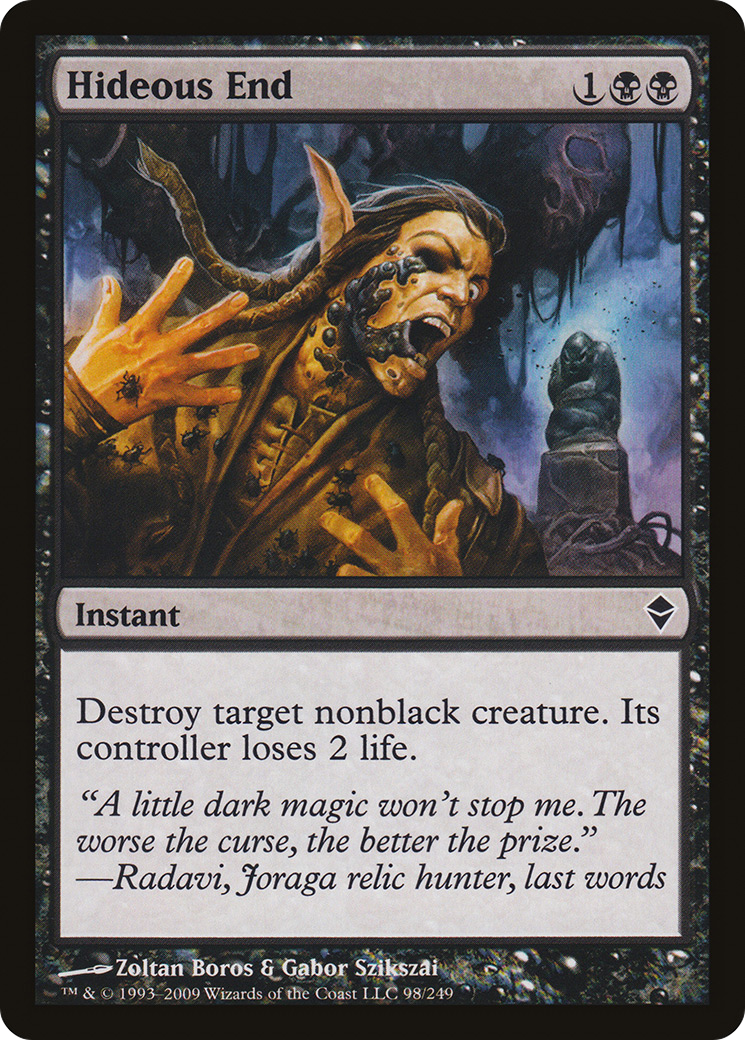 Hideous End 1
Instant
Destroy target nonblack creature. Its
controller loses 2 life.
“A little dark magic won’t stop me. The
worse the curse, the better the prize.”
—Radavi, Joraga relic hunter, last words
Zoltan Boros & Gabor Szikszai
™ & © 1993–2009 Wizards of the Coast LLC 98/249